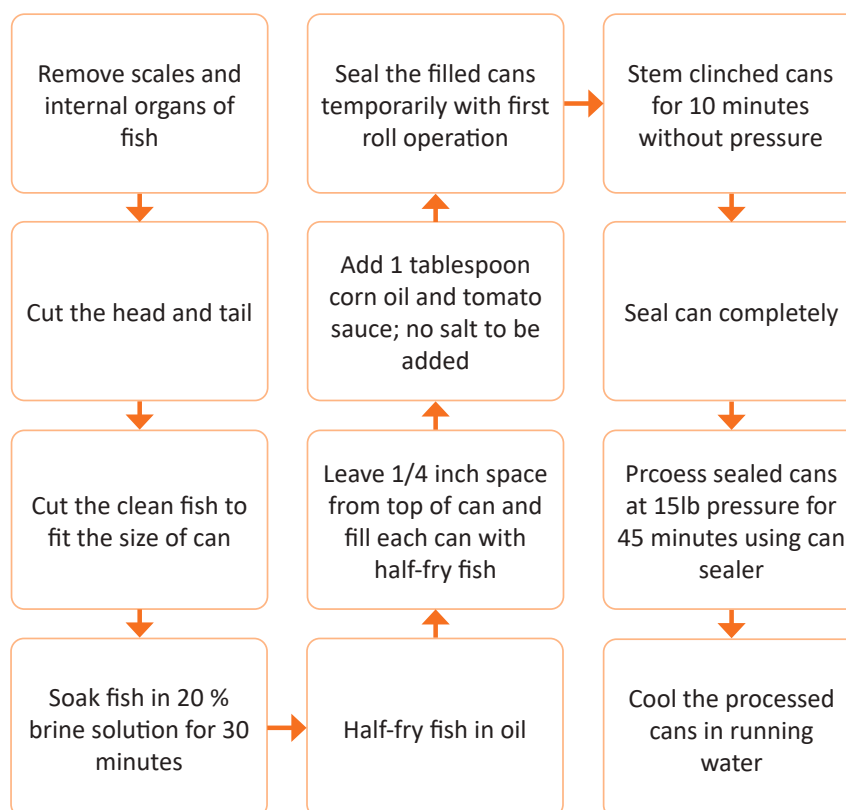 Remove scales and
internal organs of
fish
Cut the head and tail
Cut the clean fish to
fit the size of can
Soak fish in 20 %
brine solution for 30
minutes
Half-fry fish in oil
Leave 1/4 inch space
from top of can and
fill each can with
half-fry fish
Add 1 tablespoon
corn oil and tomato
sauce; no salt to be
added
Seal the filled cans
temporarily with first
roll operation
Stem clinched cans
for 10 minutes
without pressure
Seal can completely
Prcoess sealed cans
at 15lb pressure for
45 minutes using can
sealer
Cool the processed
cans in running
water